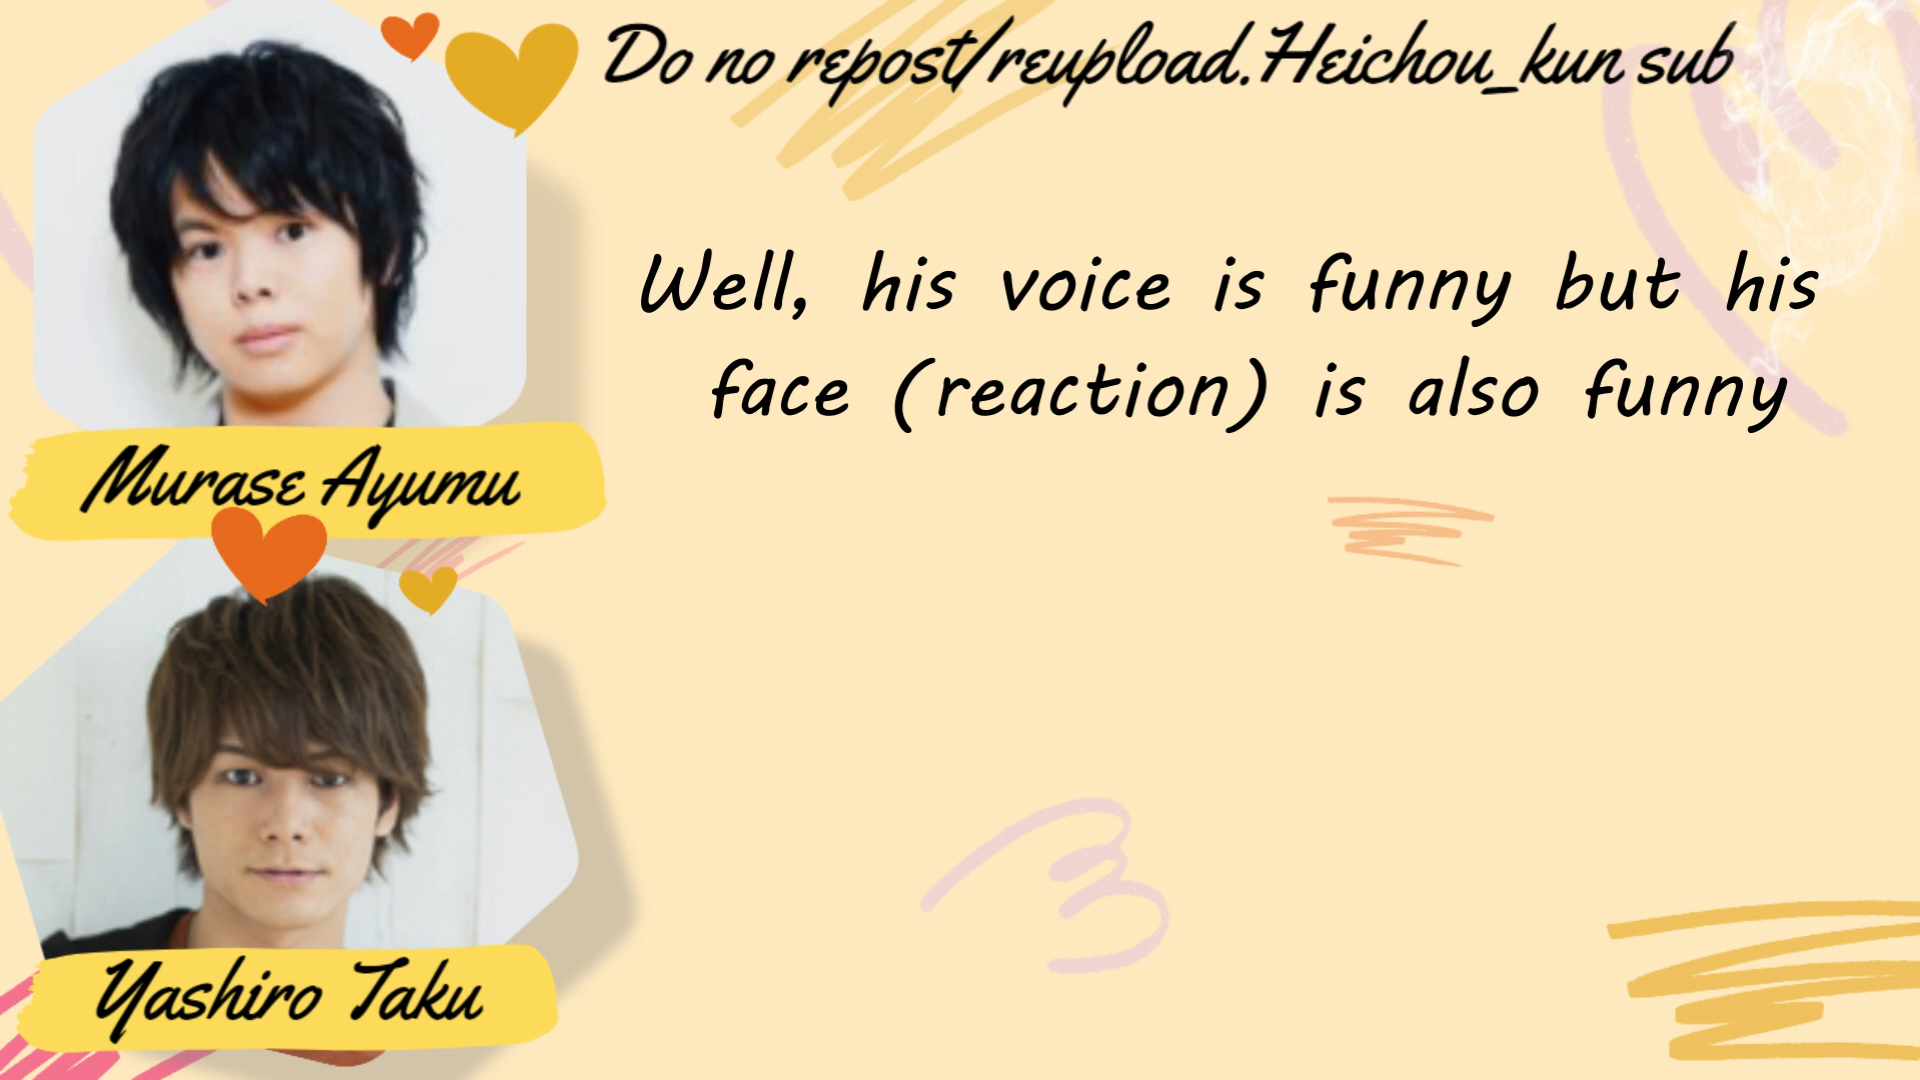 Do no repost/reupload.Heichou_kun sub
Well, his voice is funny but his
face (reaction) is also funny
Murase Ayumu
Yashiro Taku